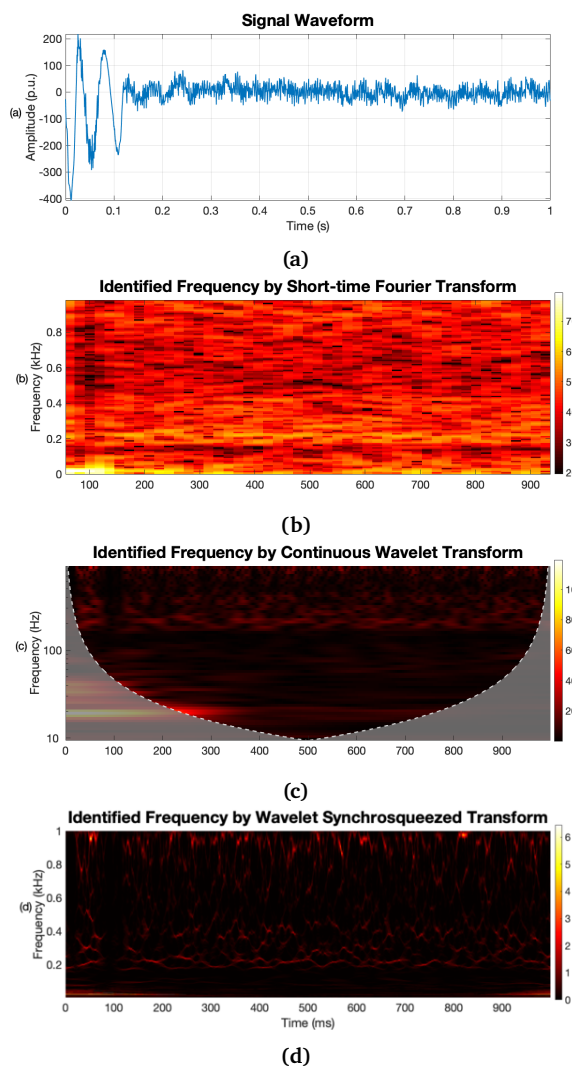 Signal Waveform
200
100
0
-100
-200
-300
-400
Amplitude (p.u.)
(a)
0 0.1 0.2 0.3 0.4 0.5 0.6 0.7 0.8 0.9 1
Time (s)
(a)
Identified Frequency by Short-time Fourier Transform
0.8
0.6
0.4
0.2
0
Frequency (kHz)
(b)
7
6
5
4
3
2
100 200 300 400 500 600 700 800 900
(b)
Identified Frequency by Continuous Wavelet Transform
100
10
Frequency (Hz)
(c)
0 100 200 300 400 500 600 700 800 900
80
60
40
20
(c)
Identified Frequency by Wavelet Synchrosqueezed Transform
1
0.8
0.6
0.4
0.2
Frequency (kHz)
(d)
6
5
4
3
2
1
0
0 100 200 300 400 500 600 700 800 900
Time (ms)
(d)